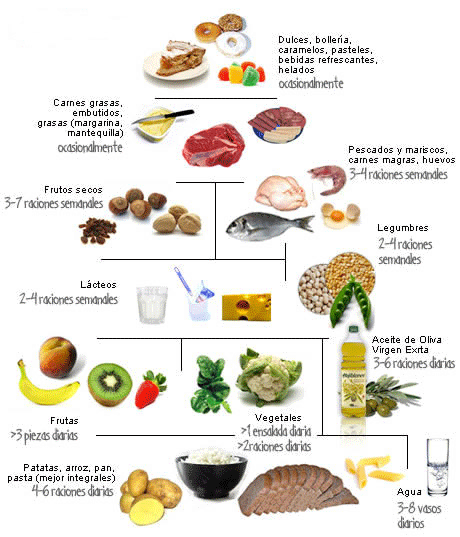 Dulces, bollería,
caramelos, pasteles,
bebidas refrescantes,
helados
ocasionalmente
Carnes grasas,
embutidos,
grasas (margarina,
mantequilla)
ocasionalmente
Pescados y mariscos,
carnes magras, huevos
3-4 raciones semanales
Frutos secos
3-7 raciones semanales
Legumbres
2-4 raciones
semanales
Lácteos
2-4 raciones semanales
Aceite de Oliva
Virgen Exrta
3-6 raciones diarias
Frutas
>3 piezas diarias
Vegetales
>1 ensalada diaria
>2 raciones diarias
Patatas, arroz, pan,
pasta (mejor integrales)
4-6 raciones diarias
Agua
3-8 vasos
diarios